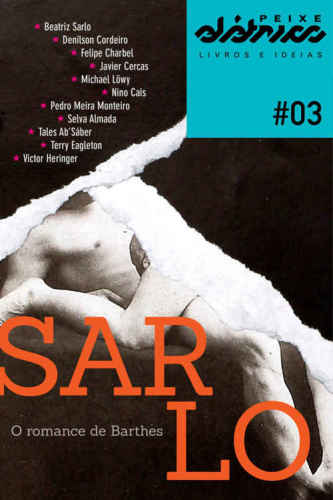 Beatriz Sarlo
Denilson Cordeiro
Felipe Charbel
Javier Cercas
Michael Löwy
Nino Cais
Pedro Meira Monteiro
Selva Almada
Tales Ab'Sáber
Terry Eagleton
Victor Heringer
PEIXE
elétrico
LIVROS E IDEIAS
#03
SAR
LO
O romance de Barthes